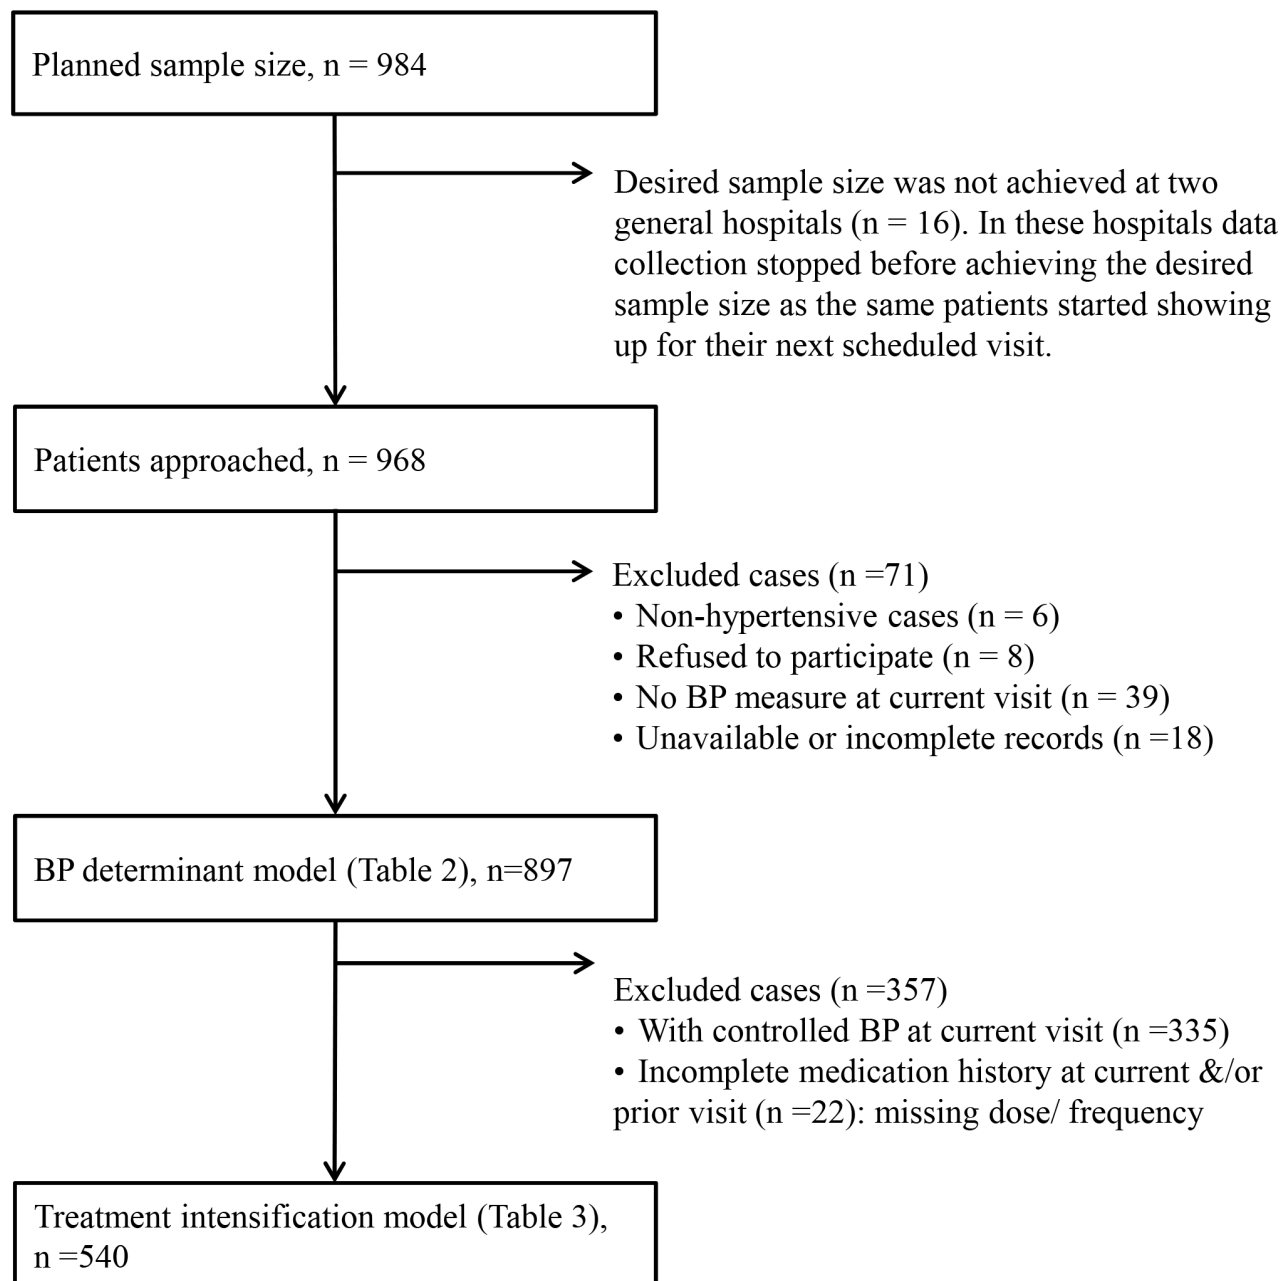 Planned sample size, n = 984
Desired sample size was not achieved at two
general hospitals (n = 16). In these hospitals data
collection stopped before achieving the desired
sample size as the same patients started showing
up for their next scheduled visit.
Patients approached, n = 968
Excluded cases (n =71)
• Non-hypertensive cases (n = 6)
• Refused to participate (n = 8)
• No BP measure at current visit (n = 39)
• Unavailable or incomplete records (n =18)
BP determinant model (Table 2), n=897
Excluded cases (n =357)
• With controlled BP at current visit (n =335)
• Incomplete medication history at current &/or
prior visit (n =22): missing dose/ frequency
Treatment intensification model (Table 3),
n =540